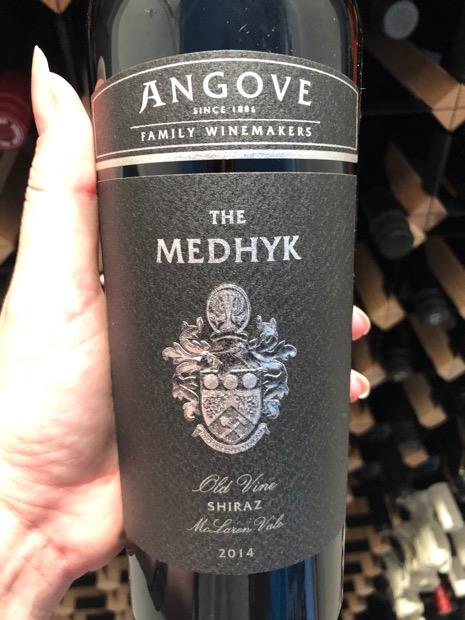 ANGOVE
SINCE 1886
FAMILY WINEMAKERS
THE
MEDHYK
Old Vine
SHIRAZ
McLaren Vale
2014